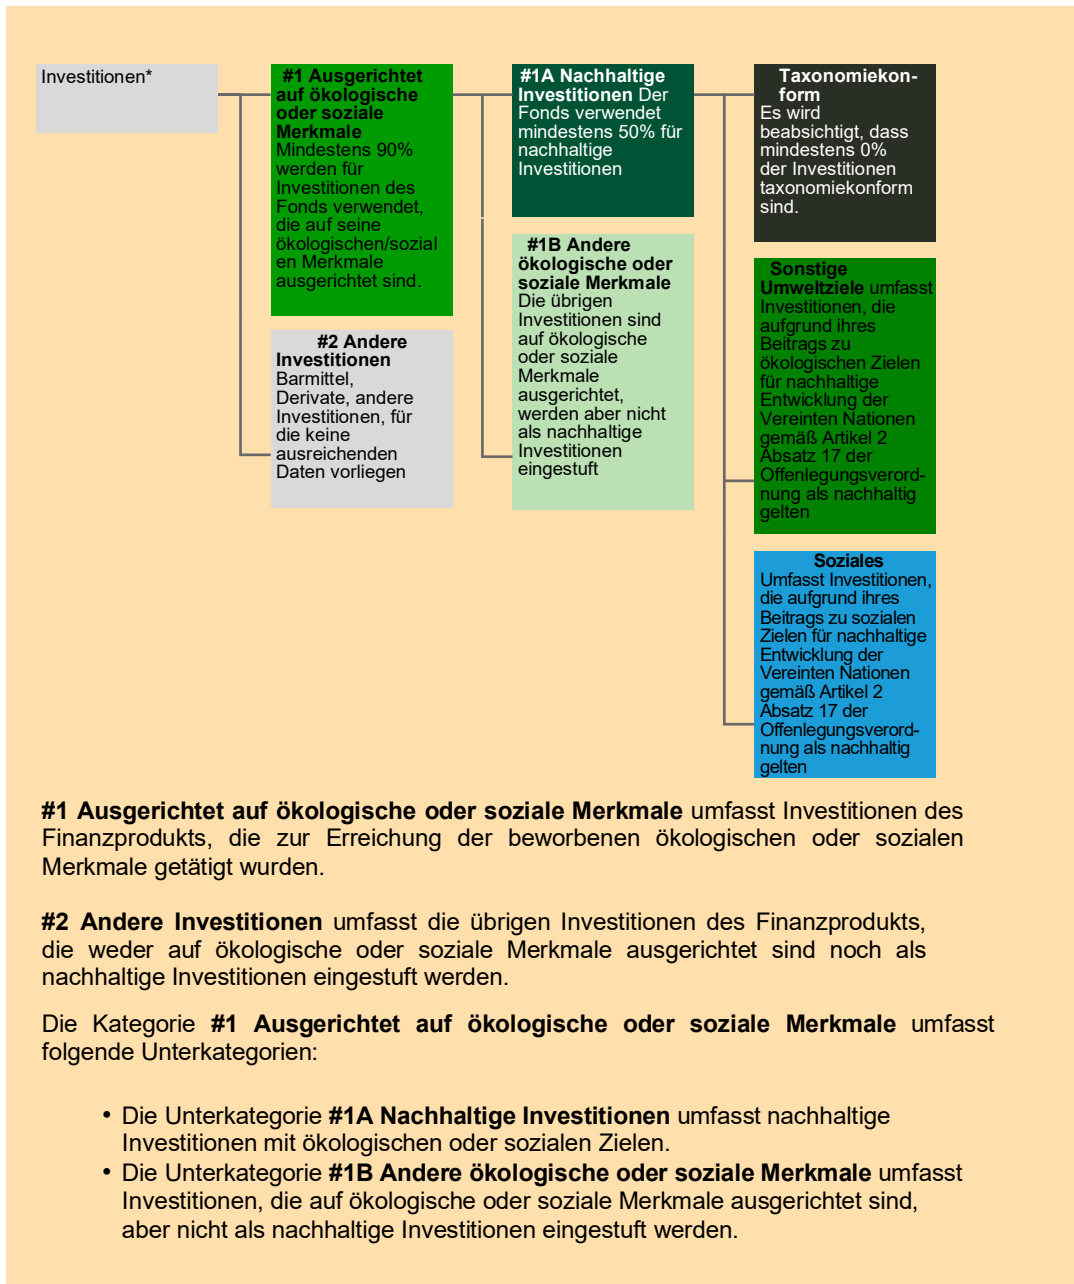 Investitionen*
#1 Ausgerichtet
auf ökologische
oder soziale
Merkmale
Mindestens 90%
werden für
Investitionen des
Fonds verwendet,
die auf seine
ökologischen/sozial
en Merkmale
ausgerichtet sind.
#2 Andere
Investitionen
Barmittel,
Derivate, andere
Investitionen, für
die keine
ausreichenden
Daten vorliegen
#1A Nachhaltige
Investitionen Der
Fonds verwendet
mindestens 50% für
nachhaltige
Investitionen
#1B Andere
ökologische oder
soziale Merkmale
Die übrigen
Investitionen sind
auf ökologische
oder soziale
Merkmale
ausgerichtet,
werden aber nicht
als nachhaltige
Investitionen
eingestuft
Taxonomiekon-
form
Es wird
beabsichtigt, dass
mindestens 0%
der Investitionen
taxonomiekonform
sind.
Sonstige
Umweltziele umfasst
Investitionen, die
aufgrund ihres
Beitrags zu
ökologischen Zielen
für nachhaltige
Entwicklung der
Vereinten Nationen
gemäß Artikel 2
Absatz 17 der
Offenlegungsverord-
nung als nachhaltig
gelten
Soziales
Umfasst Investitionen,
die aufgrund ihres
Beitrags zu sozialen
Zielen für nachhaltige
Entwicklung der
Vereinten Nationen
gemäß Artikel 2
Absatz 17 der
Offenlegungsverord-
nung als nachhaltig
gelten
#1 Ausgerichtet auf ökologische oder soziale Merkmale umfasst Investitionen des
Finanzprodukts, die zur Erreichung der beworbenen ökologischen oder sozialen
Merkmale getätigt wurden.
#2 Andere Investitionen umfasst die übrigen Investitionen des Finanzprodukts,
die weder auf ökologische oder soziale Merkmale ausgerichtet sind noch als
nachhaltige Investitionen eingestuft werden.
Die Kategorie #1 Ausgerichtet auf ökologische oder soziale Merkmale umfasst
folgende Unterkategorien:
• Die Unterkategorie #1A Nachhaltige Investitionen umfasst nachhaltige
Investitionen mit ökologischen oder sozialen Zielen.
• Die Unterkategorie #1B Andere ökologische oder soziale Merkmale umfasst
Investitionen, die auf ökologische oder soziale Merkmale ausgerichtet sind,
aber nicht als nachhaltige Investitionen eingestuft werden.